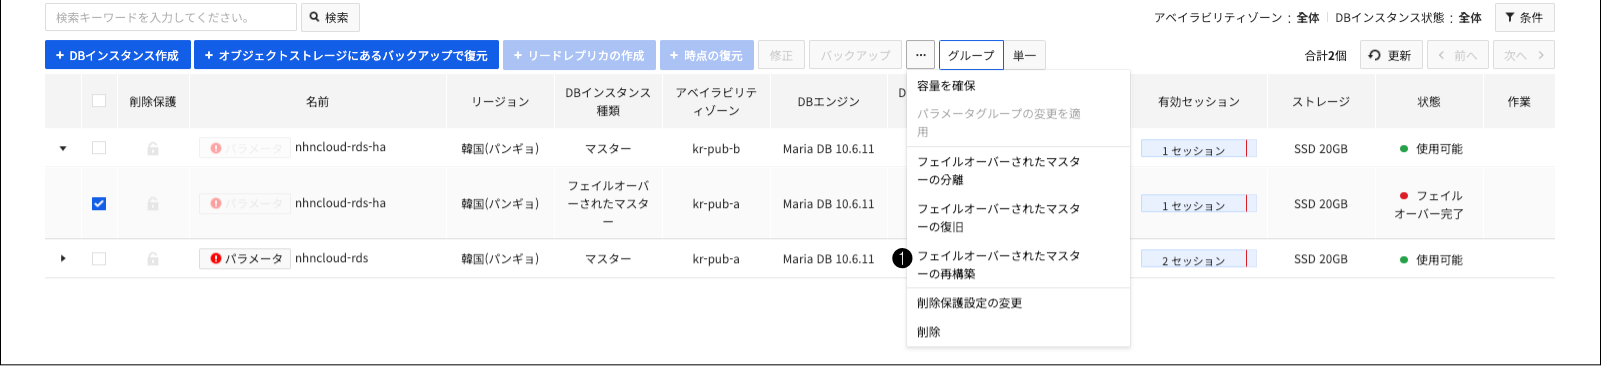 検索キーワードを入力してください。 検索 アベイラビリティゾーン : 全体 DBインスタンス状態 : 全体 条件
+ DBインスタンス作成 + オブジェクトストレージにあるバックアップで復元 + リードレプリカの作成 + 時点の復元 修正 バックアップ ... グループ 単一 合計2個 更新 < 前へ 次へ >
削除保護 名前 リージョン DBインスタンス種類 アベイラビリティゾーン DBエンジン D 有効セッション ストレージ 状態 作業
パラメータ nhncloud-rds-ha 韓国(パンギョ) マスター kr-pub-b Maria DB 10.6.11 1 セッション SSD 20GB 使用可能
パラメータ nhncloud-rds-ha 韓国(パンギョ) フェイルオーバーされたマスター kr-pub-a Maria DB 10.6.11 1 セッション SSD 20GB フェイルオーバー完了
パラメータ nhncloud-rds 韓国(パンギョ) マスター kr-pub-a Maria DB 10.6.11 2 セッション SSD 20GB 使用可能
容量を確保
パラメータグループの変更を適
用
フェイルオーバーされたマスタ
ーの分離
フェイルオーバーされたマスタ
ーの復旧
1 フェイルオーバーされたマスタ
ーの再構築
削除保護設定の変更
削除